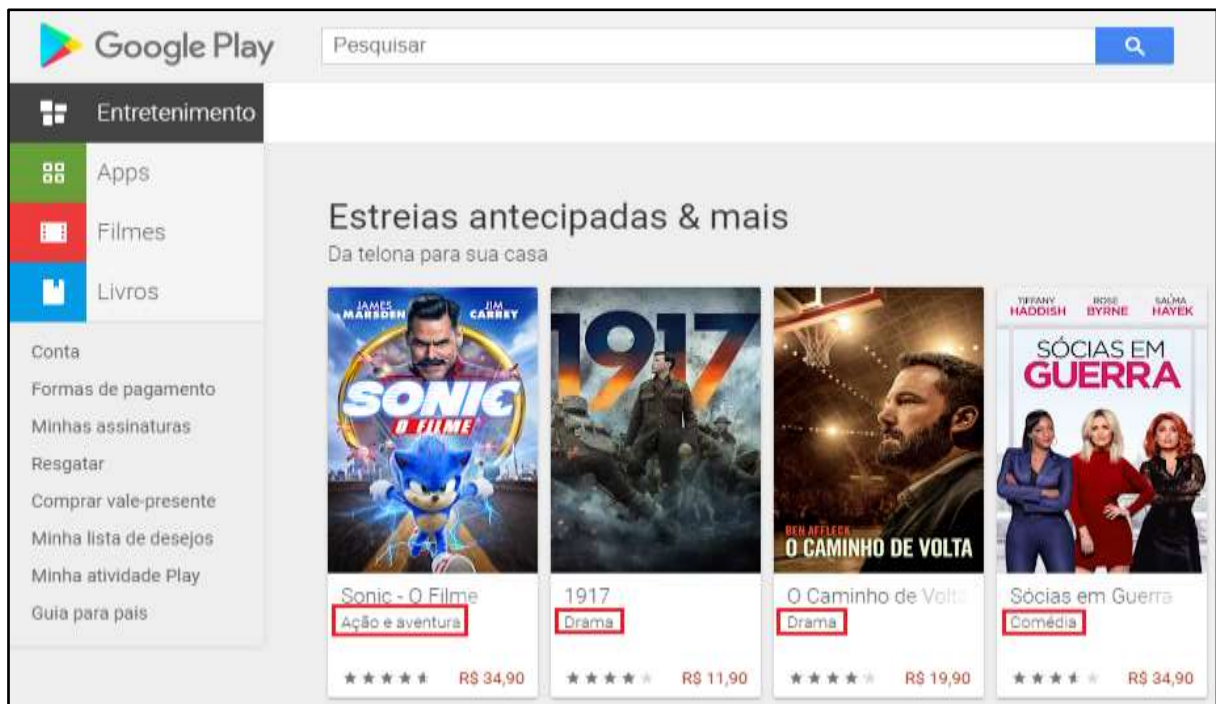 Google Play
Pesquisar
Entretenimento
Apps
Filmes
Livros
Conta
Formas de pagamento
Minhas assinaturas
Resgatar
Comprar vale-presente
Minha lista de desejos
Minha atividade Play
Guia para pais
Estreias antecipadas & mais
Da telona para sua casa
JAMES MARSDEN
JIM CARREY
SONIC
O FILME
Sonic - O Filme
Ação e aventura
R$ 34,90
1917
1917
Drama
R$ 11,90
BEN AFFLECK
O CAMINHO DE VOLTA
O Caminho de Volta
Drama
R$ 19,90
TIFFANY HADDISH
ROSE BYRNE
SALMA HAYEK
SÓCIAS EM
GUERRA
Sócias em Guerra
Comédia
R$ 34,90